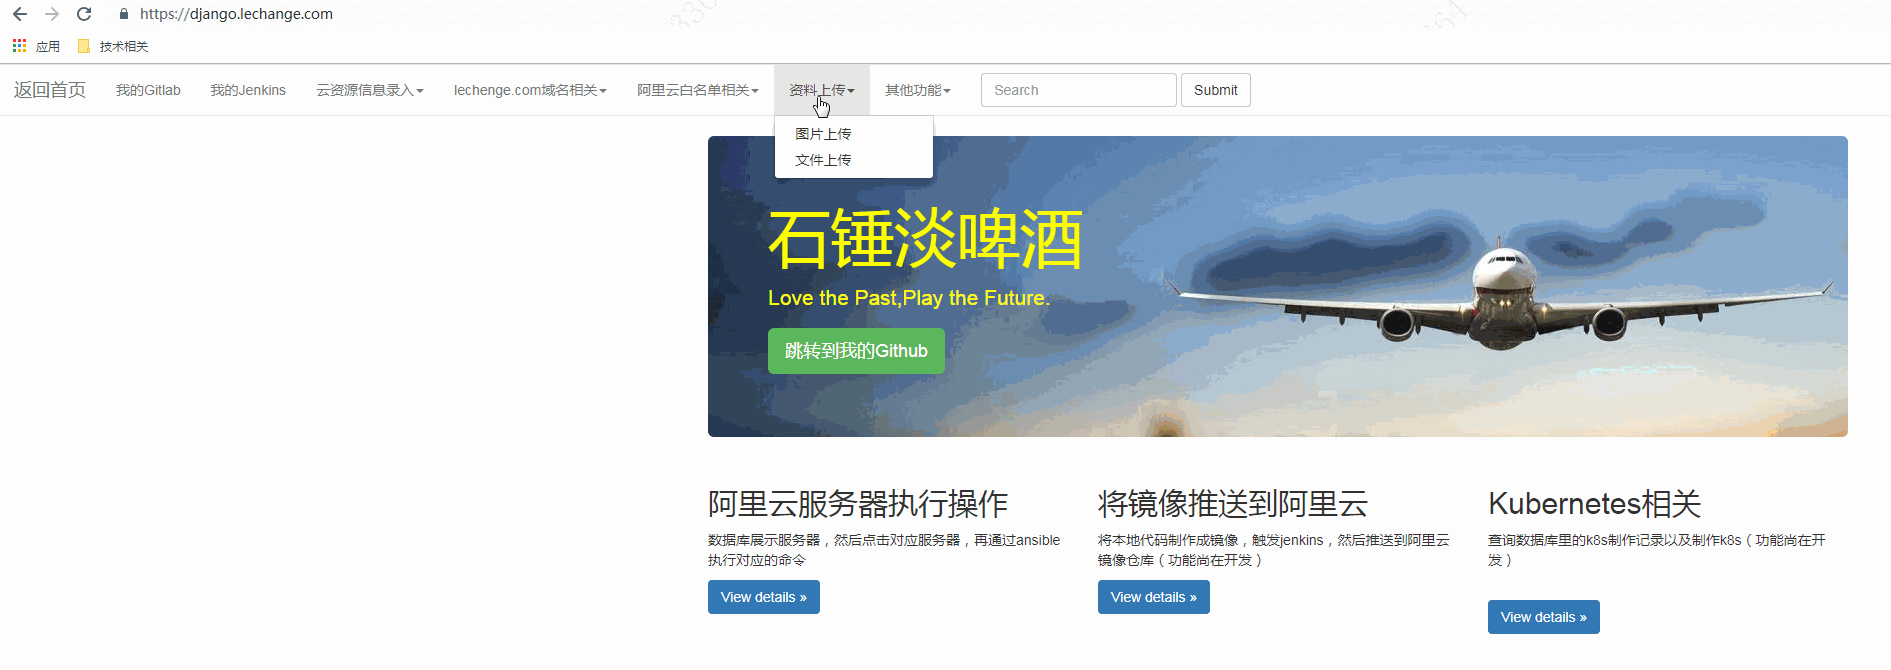 https://django.lechange.com
应用 技术相关
返回首页 我的Gitlab 我的Jenkins 云资源信息录入 lechenge.com域名相关 阿里云白名单相关 资料上传 其他功能 Search Submit
图片上传
文件上传
石锤淡啤酒
Love the Past,Play the Future.
跳转到我的Github
阿里云服务器执行操作
数据库展示服务器，然后点击对应服务器，再通过ansible
执行对应的命令
View details »
将镜像推送到阿里云
将本地代码制作成镜像，触发jenkins，然后推送到阿里云
镜像仓库（功能尚在开发）
View details »
Kubernetes相关
查询数据库里的k8s制作记录以及制作k8s（功能尚在开
发）
View details »